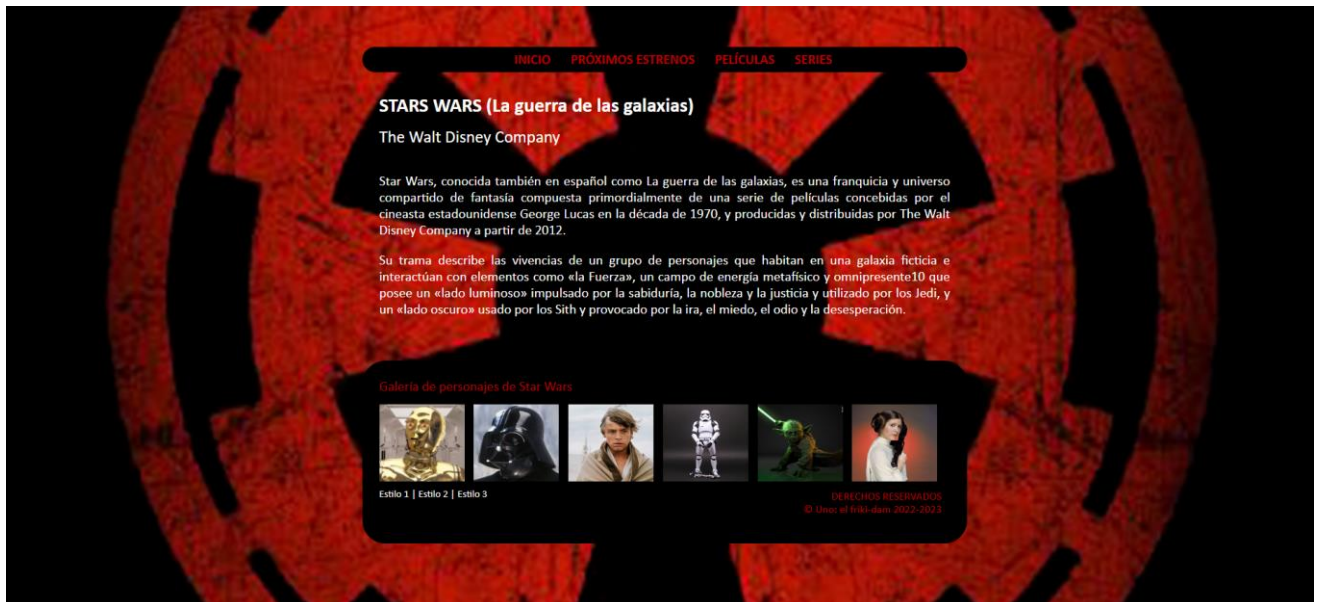 INICIO PRÓXIMOS ESTRENOS PELÍCULAS SERIES
STARS WARS (La guerra de las galaxias)
The Walt Disney Company
Star Wars, conocida también en español como La guerra de las galaxias, es una franquicia y universo
compartido de fantasía compuesta primordialmente de una serie de películas concebidas por el
cineasta estadounidense George Lucas en la década de 1970, y producidas y distribuidas por The Walt
Disney Company a partir de 2012.
Su trama describe las vivencias de un grupo de personajes que habitan en una galaxia ficticia e
interactúan con elementos como «la Fuerza», un campo de energía metafísico y omnipresente10 que
posee un «lado luminoso» impulsado por la sabiduría, la nobleza y la justicia y utilizado por los Jedi, y
un «lado oscuro» usado por los Sith y provocado por la ira, el miedo, el odio y la desesperación.
Galería de personajes de Star Wars
Estilo 1 | Estilo 2 | Estilo 3
DERECHOS RESERVADOS
© Uno: el friki-dam 2022-2023